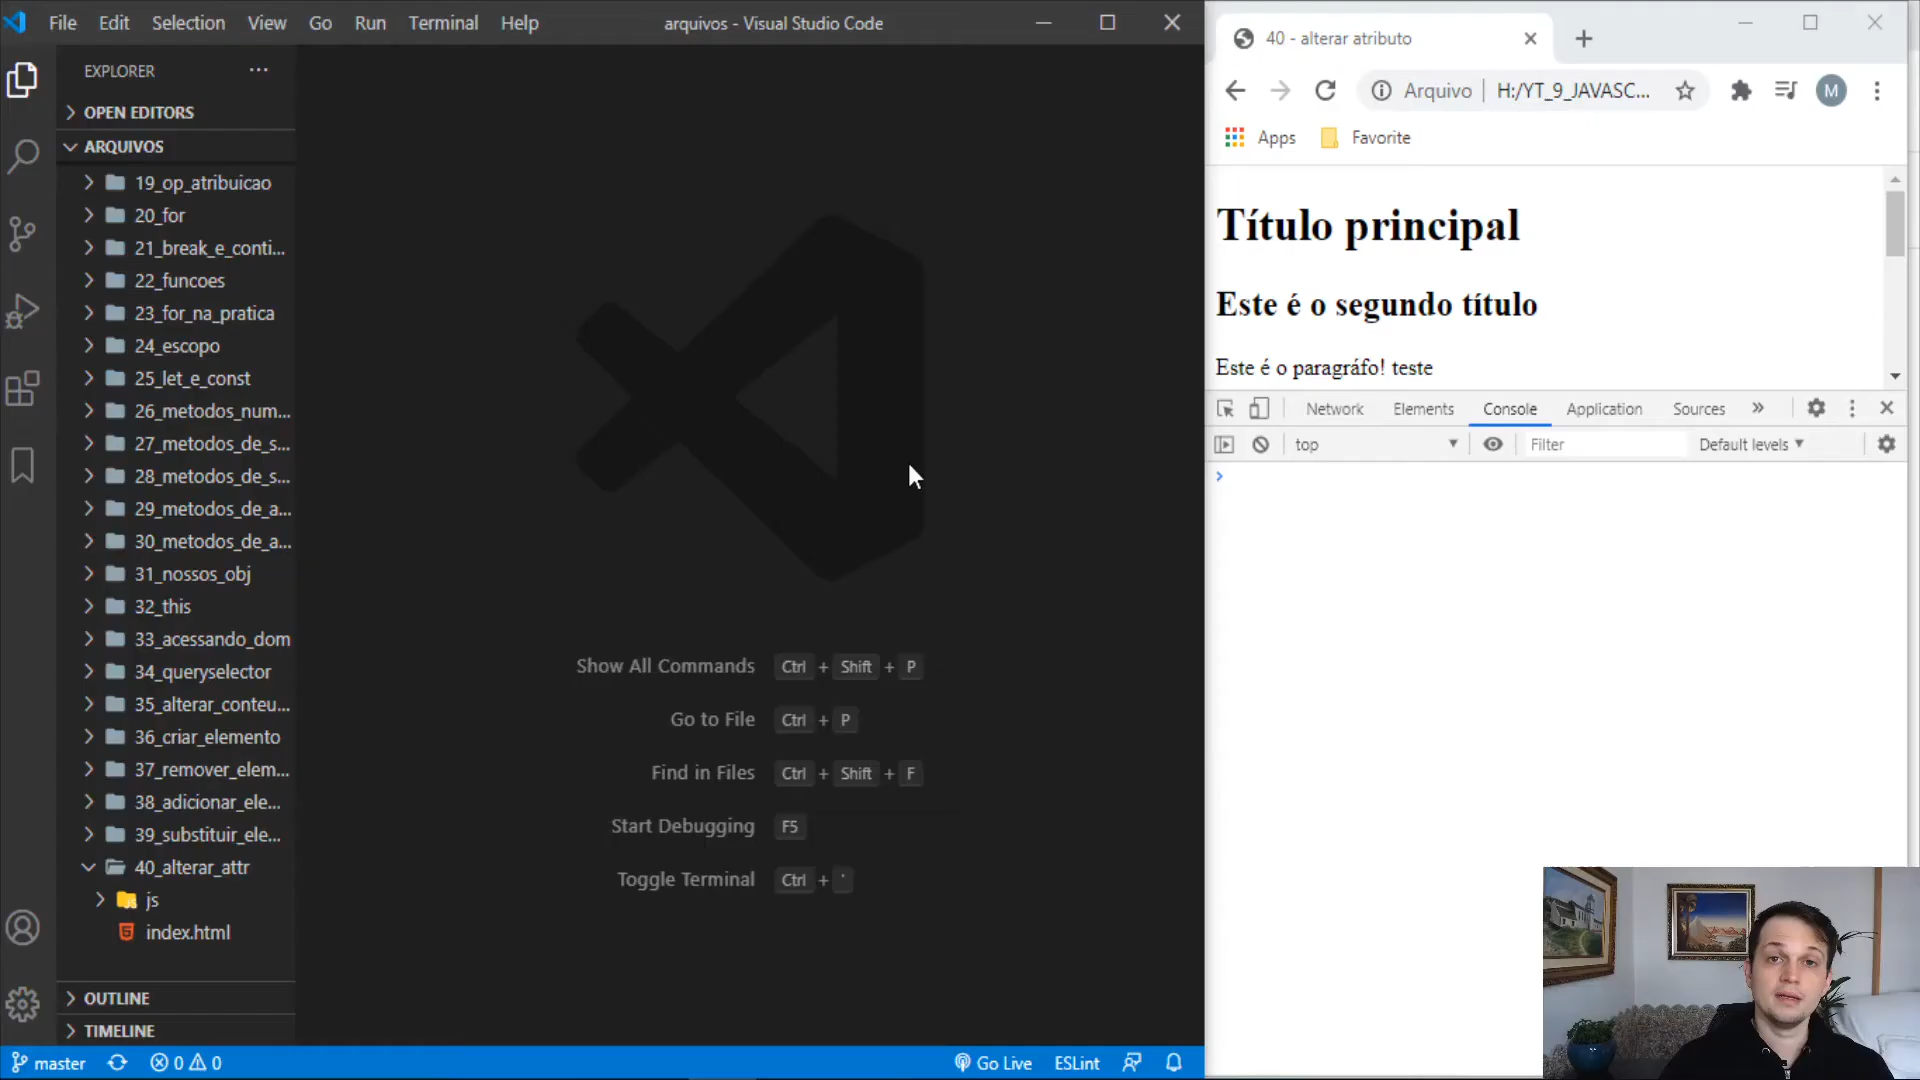 File Edit Selection View Go Run Terminal Help
arquivos - Visual Studio Code
EXPLORER
OPEN EDITORS
ARQUIVOS
19_op_atribuicao
20_for
21_break_e_conti...
22_funcoes
23_for_na_pratica
24_escopo
25_let_e_const
26_metodos_num...
27_metodos_de_s...
28_metodos_de_s...
29_metodos_de_a...
30_metodos_de_a...
31_nossos_obj
32_this
33_acessando_dom
34_queryselector
35_alterar_conteu...
36_criar_elemento
37_remover_elem...
38_adicionar_ele...
39_substituir_ele...
40_alterar_attr
js
index.html
OUTLINE
TIMELINE
Show All Commands Ctrl + Shift + P
Go to File Ctrl + P
Find in Files Ctrl + Shift + F
Start Debugging F5
Toggle Terminal Ctrl + `
master 0 0 Go Live ESLint
40 - alterar atributo
Arquivo H:/YT_9_JAVASC... M
Apps Favorite
Título principal
Este é o segundo título
Este é o paragráfo! teste
Network Elements Console Application Sources »
top Filter Default levels